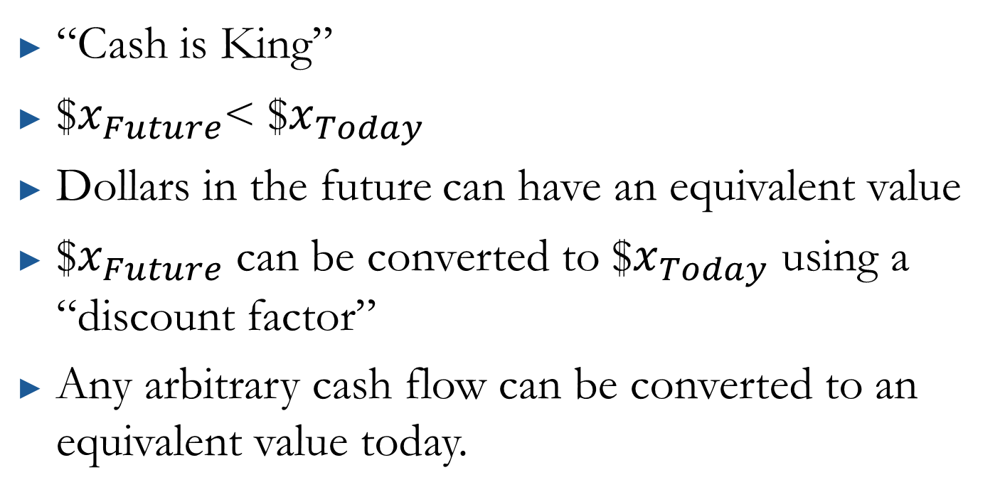 ► “Cash is King”
► $x_{Future} < $x_{Today}
► Dollars in the future can have an equivalent value
► $x_{Future} can be converted to $x_{Today} using a
“discount factor”
► Any arbitrary cash flow can be converted to an
equivalent value today.